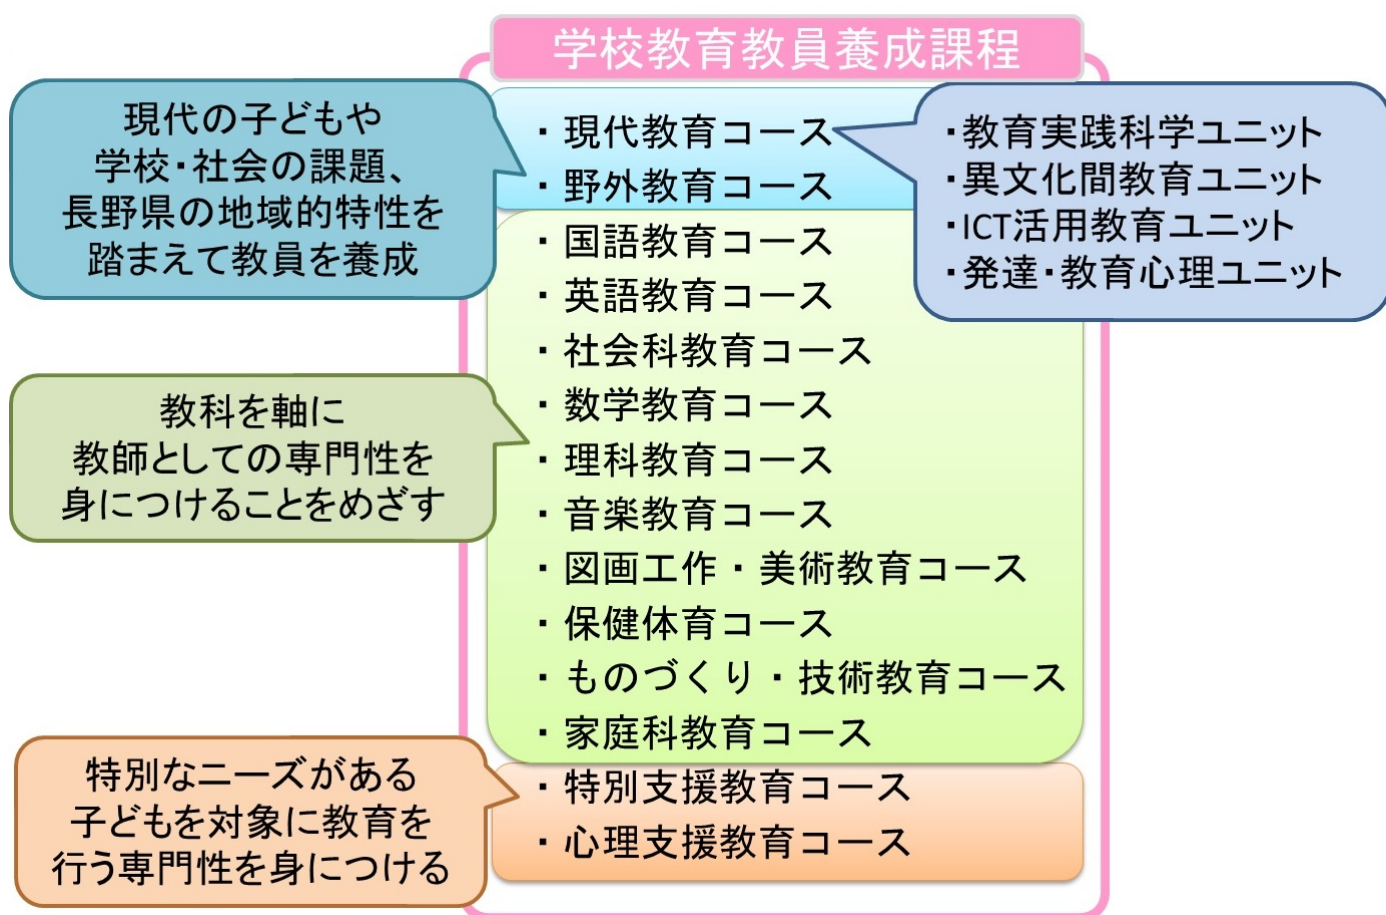 学校教育教員養成課程
現代の子どもや
学校・社会の課題、
長野県の地域的特性を
踏まえて教員を養成
・現代教育コース
・野外教育コース
・教育実践科学ユニット
・異文化間教育ユニット
・ICT活用教育ユニット
・発達・教育心理ユニット
・国語教育コース
・英語教育コース
・社会科教育コース
・数学教育コース
・理科教育コース
・音楽教育コース
・図画工作・美術教育コース
・保健体育コース
・ものづくり・技術教育コース
・家庭科教育コース
教科を軸に
教師としての専門性を
身につけることをめざす
・特別支援教育コース
・心理支援教育コース
特別なニーズがある
子どもを対象に教育を
行う専門性を身につける